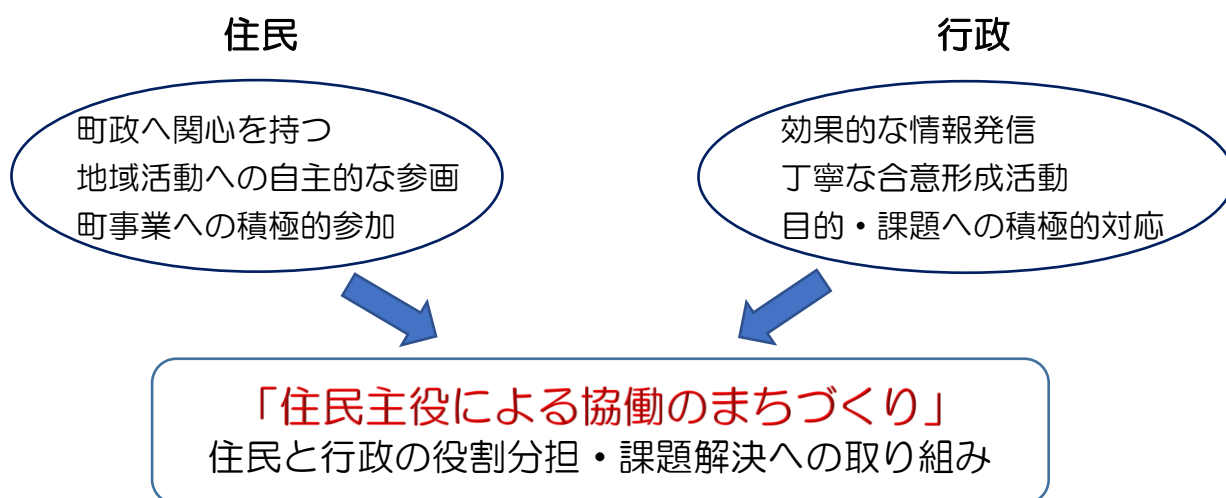 住民
町政へ関心を持つ
地域活動への自主的な参画
町事業への積極的参加
行政
効果的な情報発信
丁寧な合意形成活動
目的・課題への積極的対応
「住民主役による協働のまちづくり」
住民と行政の役割分担・課題解決への取り組み